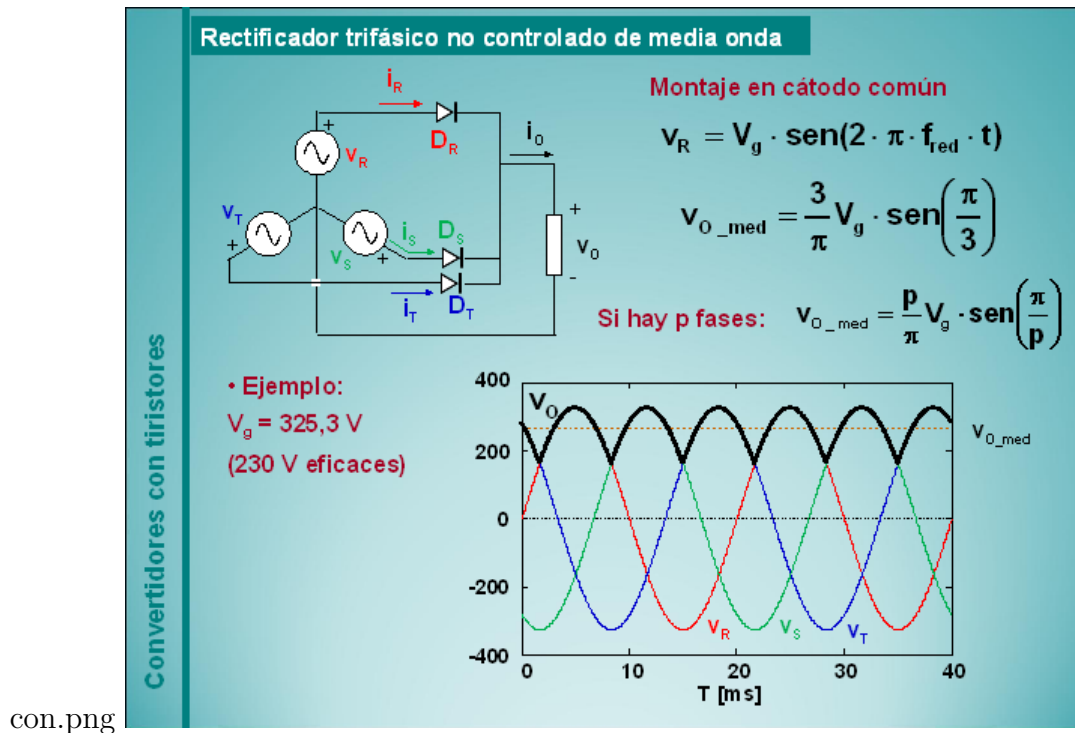 Rectificador trifásico no controlado de media onda
Montaje en cátodo común
i_R
D_R
i_O
+
v_R
v_R = V_g · sen(2 · π · f_red · t)
v_O_med = 3/π V_g · sen(π/3)
v_T
+
i_S
D_S
+
v_S
+
v_O
-
i_T
D_T
Si hay p fases: v_O_med = p/π V_g · sen(π/p)
Convertidores con tiristores
• Ejemplo:
V_g = 325,3 V
(230 V eficaces)
400
200
0
-200
-400
V_O
v_O_med
v_R
v_S
v_T
0
10
20
30
40
T [ms]
con.png